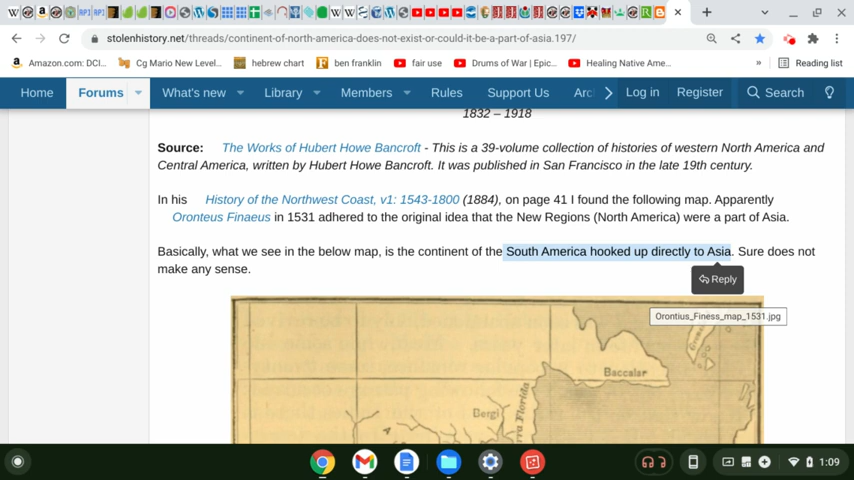 stolenhistory.net/threads/continent-of-north-america-does-not-exist-or-could-it-be-a-part-of-asia.197/
Amazon.com: DCI... Cg Mario New Level... hebrew chart ben franklin fair use Drums of War | Epic... Healing Native Ame... » Reading list
Home Forums What's new Library Members Rules Support Us Arc Log in Register Search
1832 – 1918
Source: The Works of Hubert Howe Bancroft - This is a 39-volume collection of histories of western North America and
Central America, written by Hubert Howe Bancroft. It was published in San Francisco in the late 19th century.
In his History of the Northwest Coast, v1: 1543-1800 (1884), on page 41 I found the following map. Apparently
Oronteus Finaeus in 1531 adhered to the original idea that the New Regions (North America) were a part of Asia.
Basically, what we see in the below map, is the continent of the South America hooked up directly to Asia. Sure does not
make any sense.
Reply
Orontius_Finess_map_1531.jpg
Baccalar
Bergi
1:09